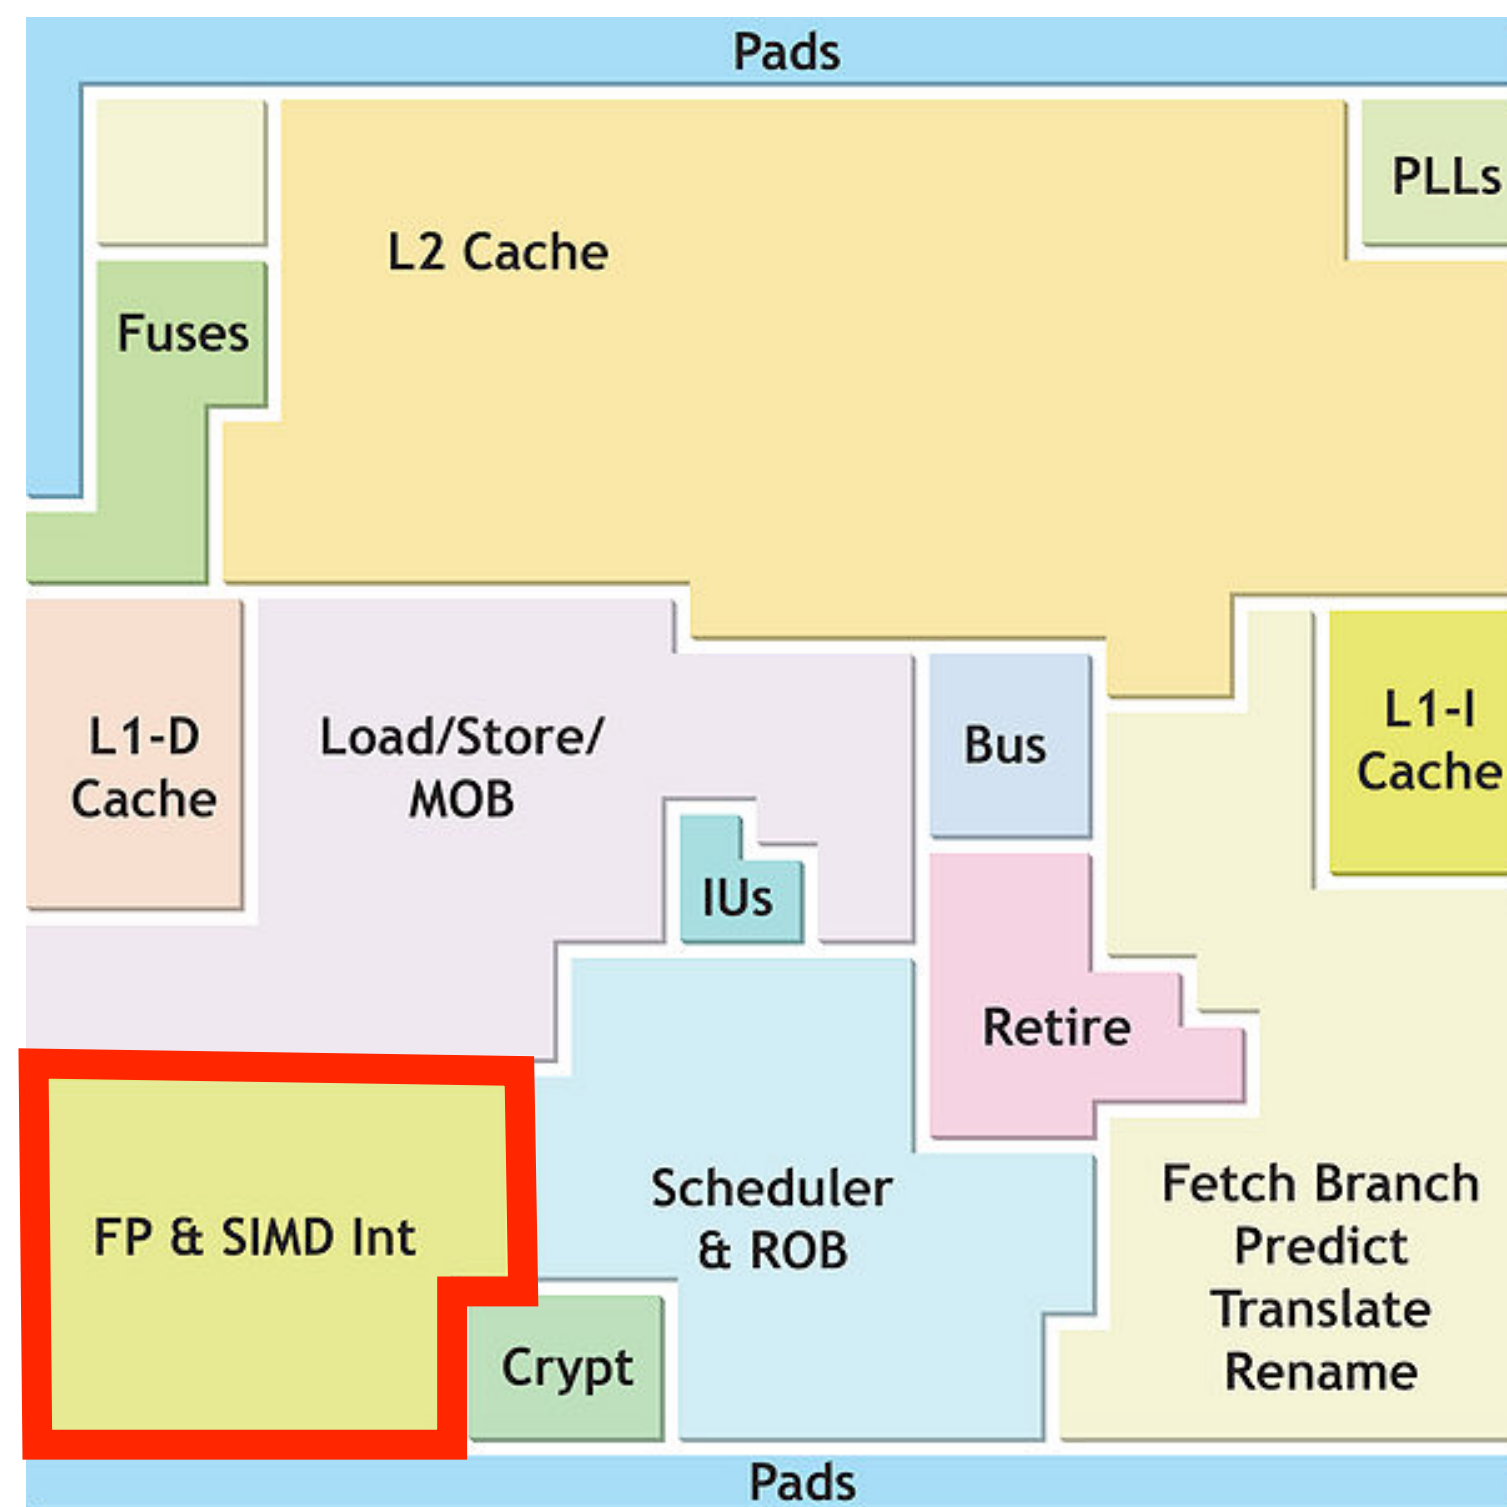 Pads
PLLs
L2 Cache
Fuses
L1-D
Cache
Load/Store/
MOB
Bus
L1-I
Cache
IUs
Retire
FP & SIMD Int
Scheduler
& ROB
Fetch Branch
Predict
Translate
Rename
Crypt
Pads